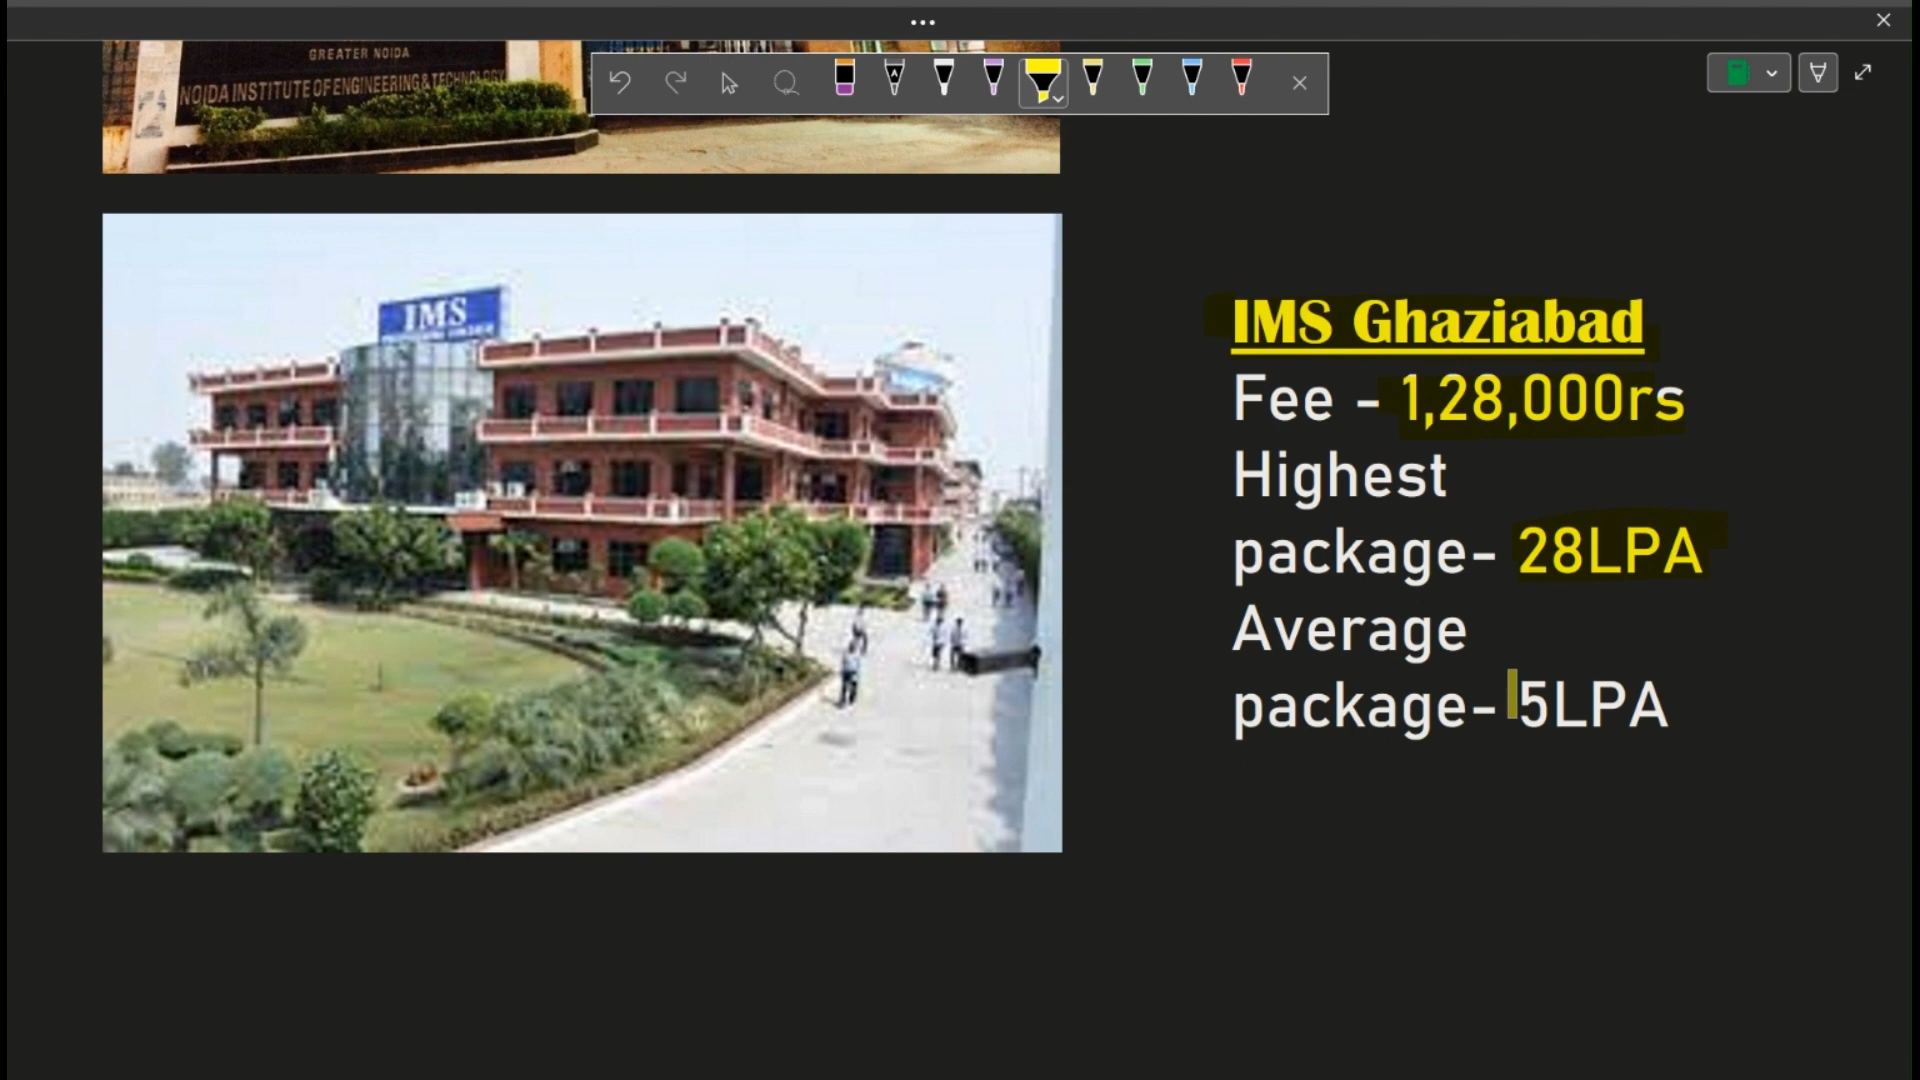 GREATER NOIDA
NOIDA INSTITUTE OF ENGINEERING & TECHNOLOGY
IMS
IMS Ghaziabad
Fee - 1,28,000rs
Highest
package- 28LPA
Average
package- 5LPA